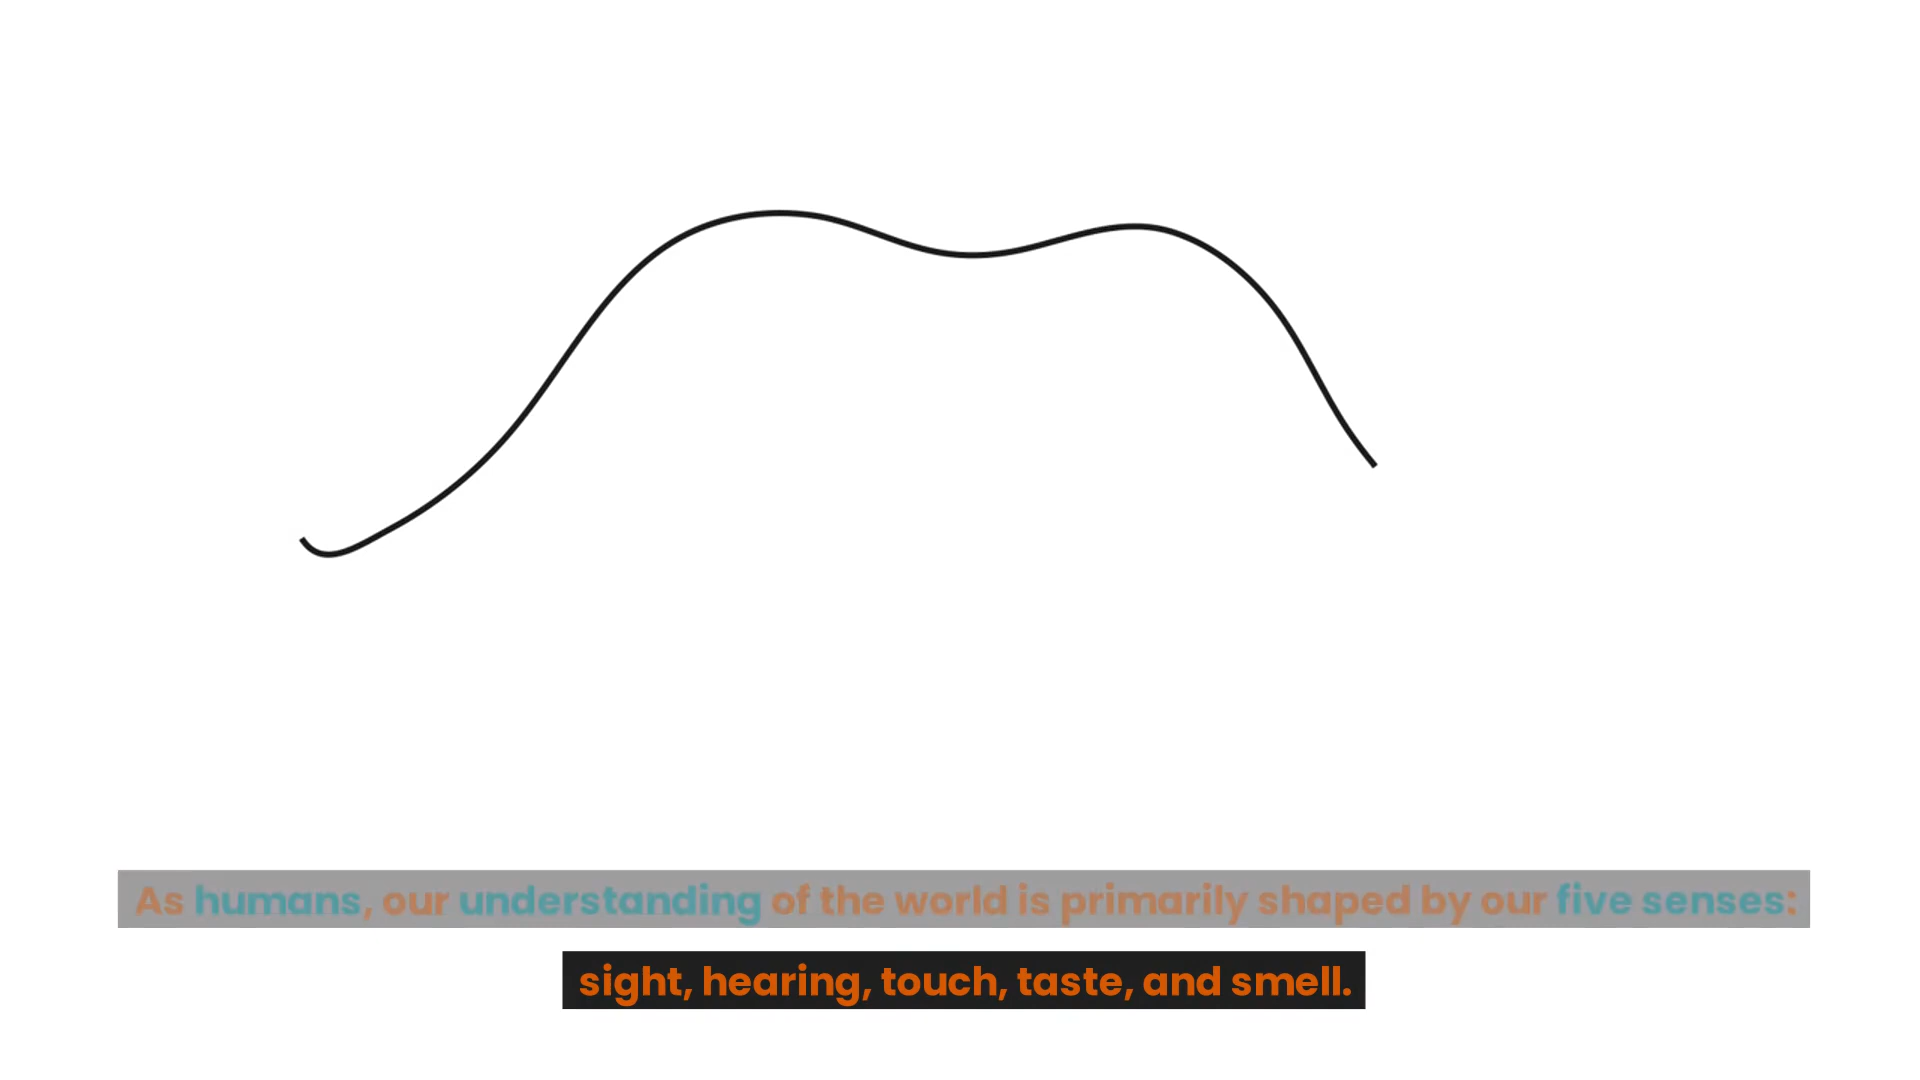 As humans, our understanding of the world is primarily shaped by our five senses:
sight, hearing, touch, taste, and smell.